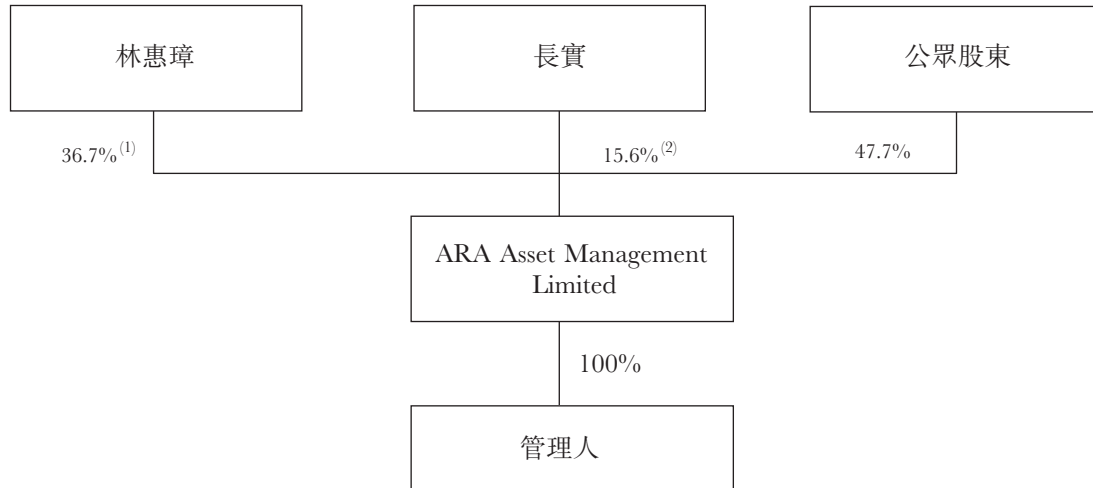 林惠璋
長實
公眾股東
36.7%(1)
15.6%(2)
47.7%
ARA Asset Management
Limited
100%
管理人